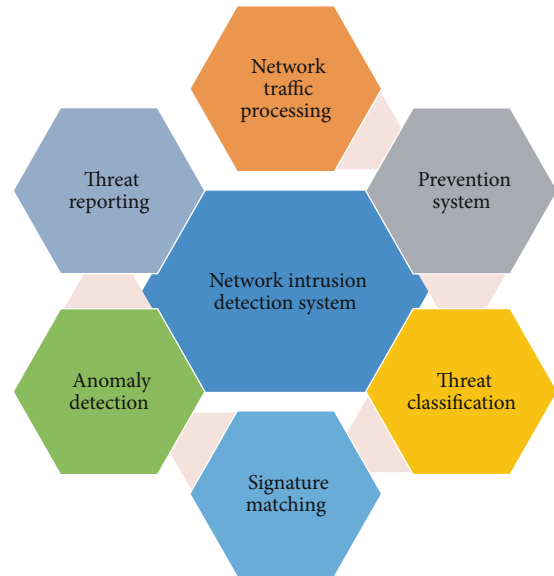 Network
traffic
processing
Threat
reporting
Prevention
system
Network intrusion
detection system
Anomaly
detection
Threat
classification
Signature
matching